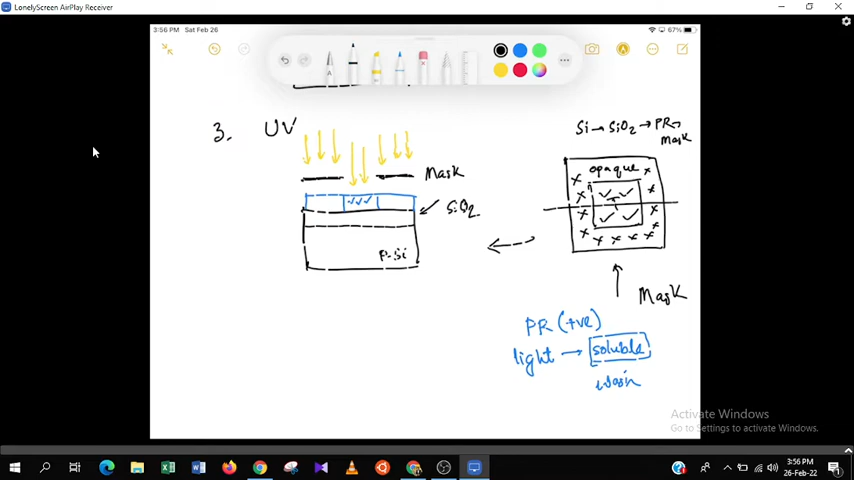 LonelyScreen AirPlay Receiver
3:56 PM Sat Feb 26
67%
A
3. UV
Si → SiO2 → PR →
Mask
opaque
Mask
SiO2
P-Si
Mask
PR (+ve)
light → soluble
wash
Activate Windows
Go to Settings to activate Windows.
3:56 PM
26-Feb-22